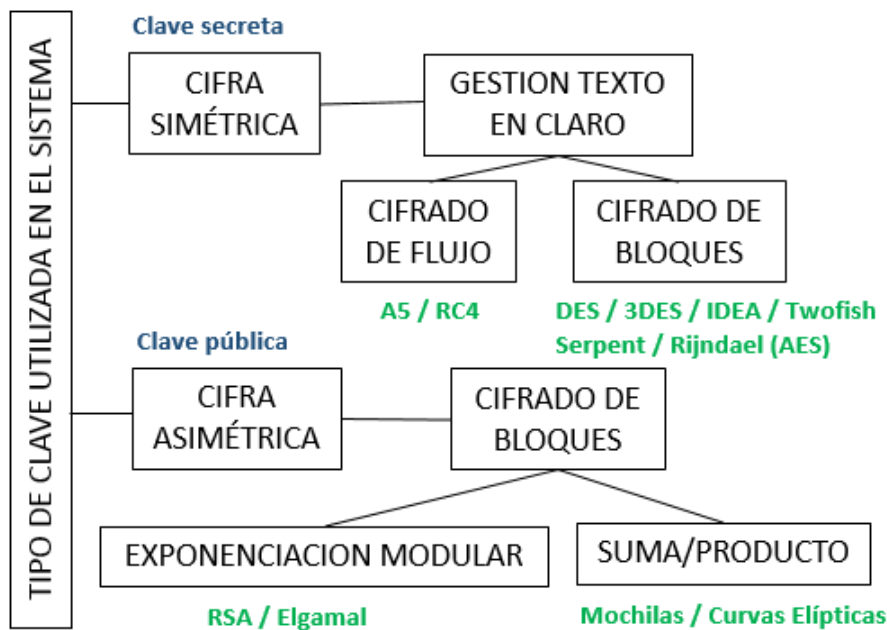 TIPO DE CLAVE UTILIZADA EN EL SISTEMA
Clave secreta
CIFRA
SIMÉTRICA
GESTION TEXTO
EN CLARO
CIFRADO
DE FLUJO
CIFRADO DE
BLOQUES
A5 / RC4
DES / 3DES / IDEA / Twofish
Serpent / Rijndael (AES)
Clave pública
CIFRA
ASIMÉTRICA
CIFRADO DE
BLOQUES
EXPONENCIACION MODULAR
SUMA/PRODUCTO
RSA / Elgamal
Mochilas / Curvas Elípticas